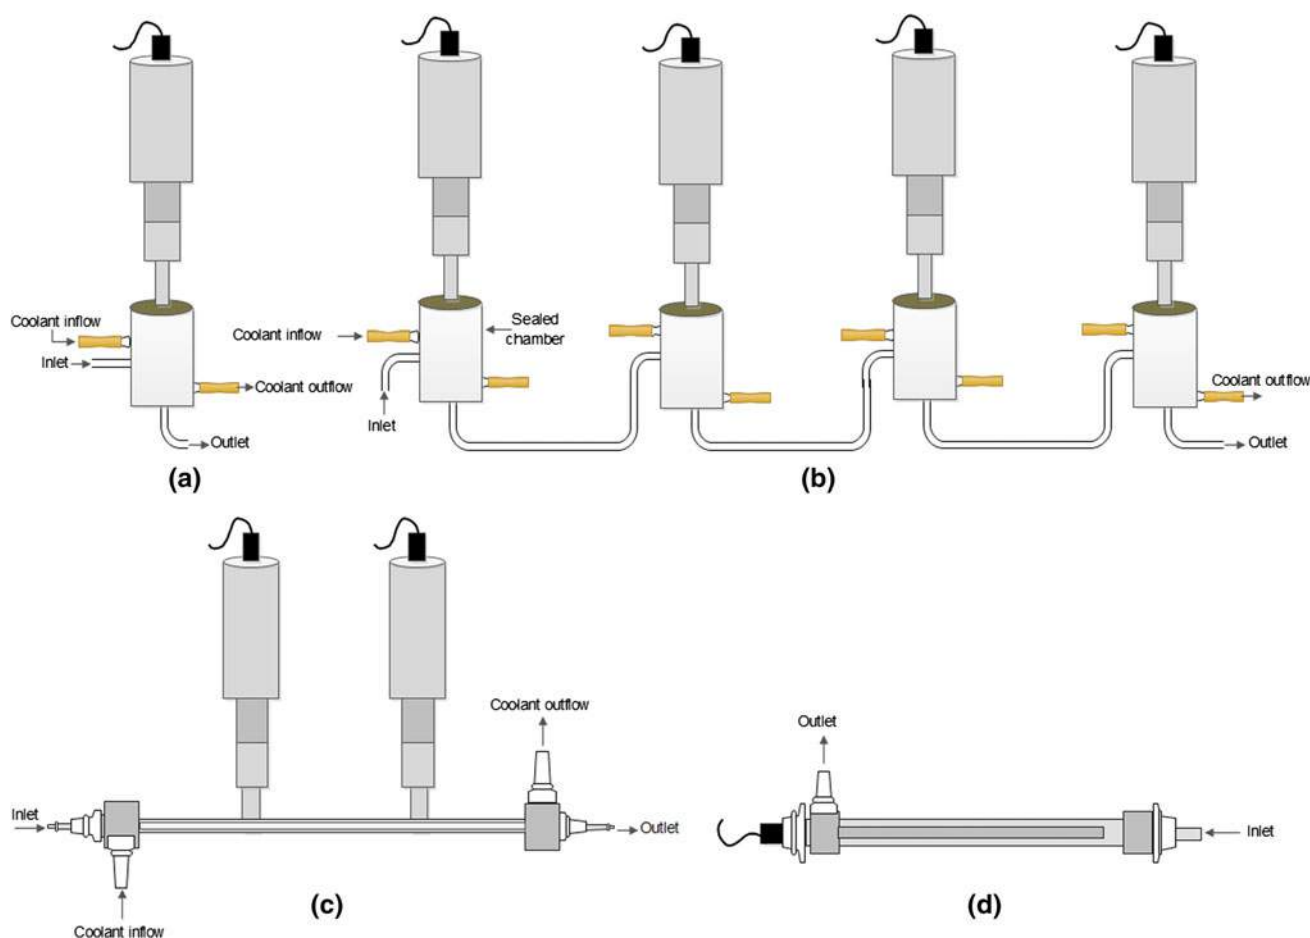 Coolant inflow
Inlet
Coolant outflow
Outlet
(a)
Coolant inflow
Sealed
chamber
Inlet
Coolant outflow
Outlet
(b)
Coolant outflow
Inlet
Outlet
Coolant inflow
(c)
Outlet
Inlet
(d)